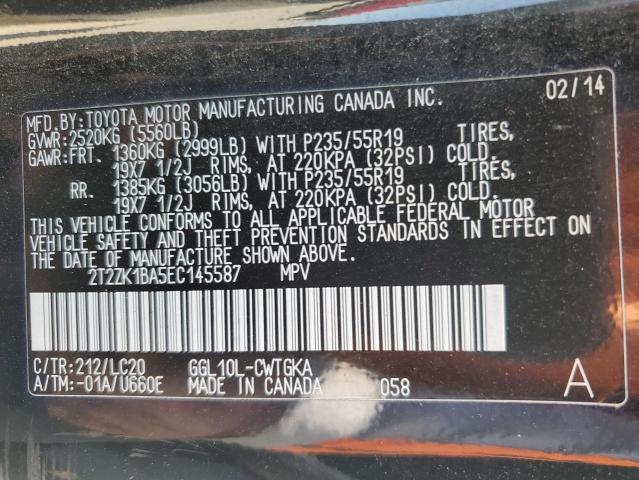 MFD.BY:TOYOTA MOTOR MANUFACTURING CANADA INC. 02/14
GVWR:2520KG (5560LB)
GAWR:FRT. 1360KG (2999LB) WITH P235/55R19 TIRES,
19X7 1/2J RIMS, AT 220KPA (32PSI) COLD.
RR. 1385KG (3056LB) WITH P235/55R19 TIRES,
19X7 1/2J RIMS, AT 220KPA (32PSI) COLD.
THIS VEHICLE CONFORMS TO ALL APPLICABLE FEDERAL MOTOR
VEHICLE SAFETY AND THEFT PREVENTION STANDARDS IN EFFECT ON
THE DATE OF MANUFACTURE SHOWN ABOVE.
2T2ZK1BA5EC145587 MPV
C/TR:212/LC20 GGL10L-CWTGKA
A/TM:-01A/U660E MADE IN CANADA 058 A